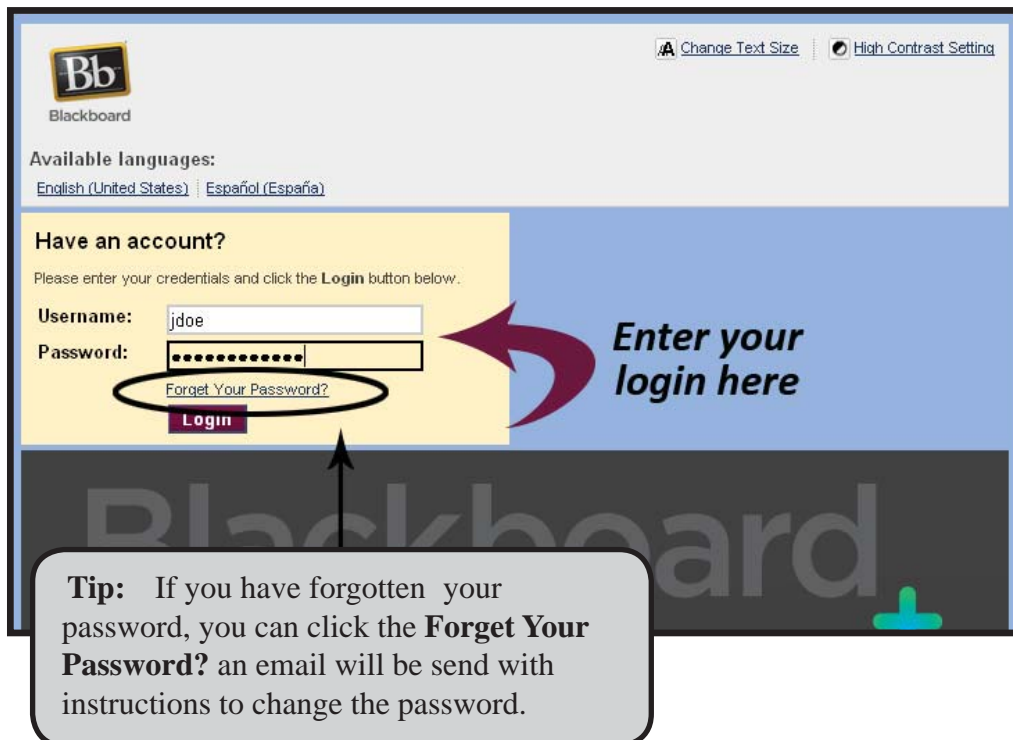 Bb
Blackboard
Change Text Size
High Contrast Setting
Available languages:
English (United States) Español (España)
Have an account?
Please enter your credentials and click the Login button below.
Username: jdoe
Password: ••••••••••••
Forget Your Password?
Login
Enter your
login here
Blackboard
Tip: If you have forgotten your
password, you can click the Forget Your
Password? an email will be send with
instructions to change the password.